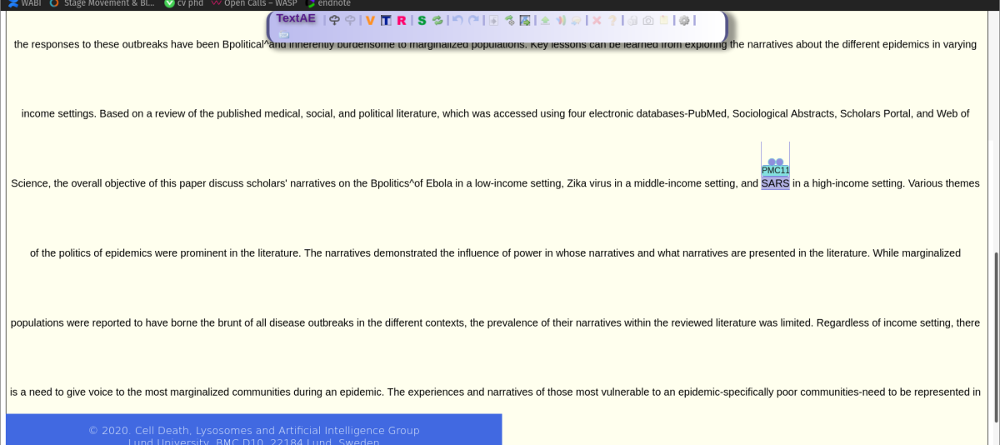 WABI Stage Movement & Bl... cv phd Open Calls – WASP endnote
TextAE V T R S
the responses to these outbreaks have been Bpolitical^and inherently burdensome to marginalized populations. Key lessons can be learned from exploring the narratives about the different epidemics in varying
income settings. Based on a review of the published medical, social, and political literature, which was accessed using four electronic databases-PubMed, Sociological Abstracts, Scholars Portal, and Web of
PMC11
Science, the overall objective of this paper discuss scholars' narratives on the Bpolitics^of Ebola in a low-income setting, Zika virus in a middle-income setting, and SARS in a high-income setting. Various themes
of the politics of epidemics were prominent in the literature. The narratives demonstrated the influence of power in whose narratives and what narratives are presented in the literature. While marginalized
populations were reported to have borne the brunt of all disease outbreaks in the different contexts, the prevalence of their narratives within the reviewed literature was limited. Regardless of income setting, there
is a need to give voice to the most marginalized communities during an epidemic. The experiences and narratives of those most vulnerable to an epidemic-specifically poor communities-need to be represented in
© 2020. Cell Death, Lysosomes and Artificial Intelligence Group
Lund University, BMC D10, 22184 Lund, Sweden